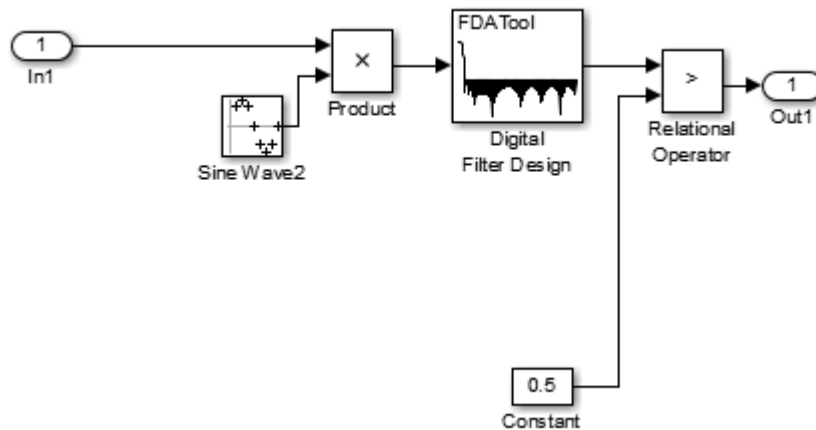 1
In1
Sine Wave2
×
Product
FDATool
Digital
Filter Design
>
Relational
Operator
1
Out1
0.5
Constant